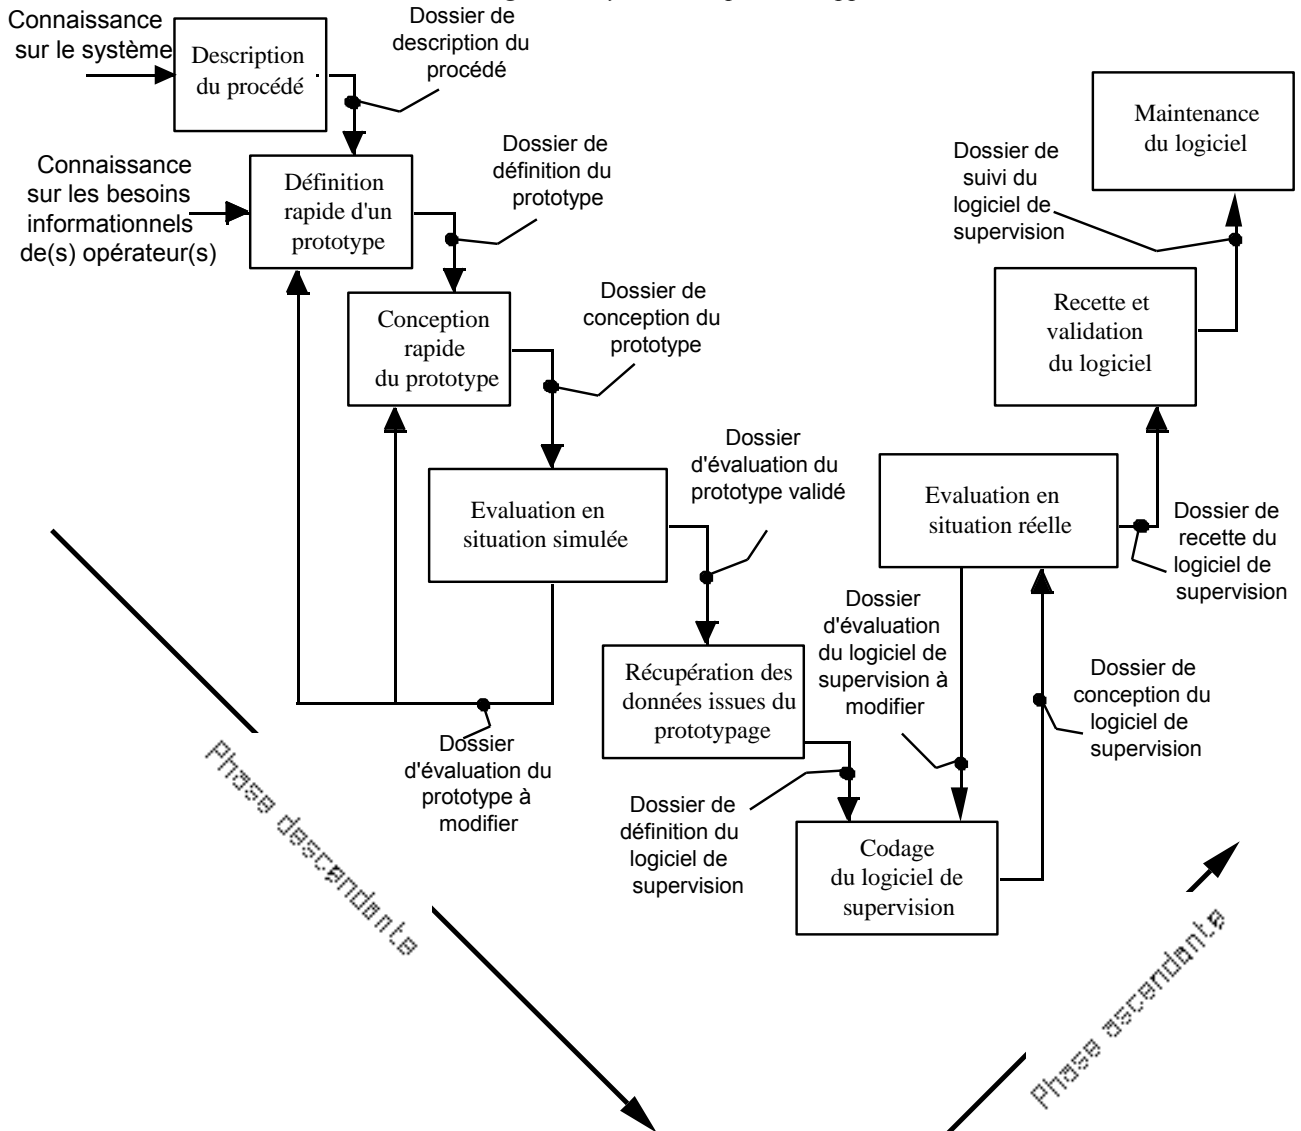 Connaissance
sur le système
Description
du procédé
Dossier de
description du
procédé
Connaissance
sur les besoins
informationnels
de(s) opérateur(s)
Définition
rapide d'un
prototype
Dossier de
définition du
prototype
Conception
rapide
du prototype
Dossier de
conception du
prototype
Evaluation en
situation simulée
Dossier
d'évaluation du
prototype validé
Dossier
d'évaluation du
prototype à
modifier
Récupération des
données issues du
prototypage
Dossier de
définition du
logiciel de
supervision
Codage
du logiciel de
supervision
Dossier
d'évaluation
du logiciel de
supervision à
modifier
Dossier de
conception du
logiciel de
supervision
Evaluation en
situation réelle
Dossier de
recette du
logiciel de
supervision
Recette et
validation
du logiciel
Dossier de
suivi du
logiciel de
supervision
Maintenance
du logiciel
Phase descendante
Phase ascendante